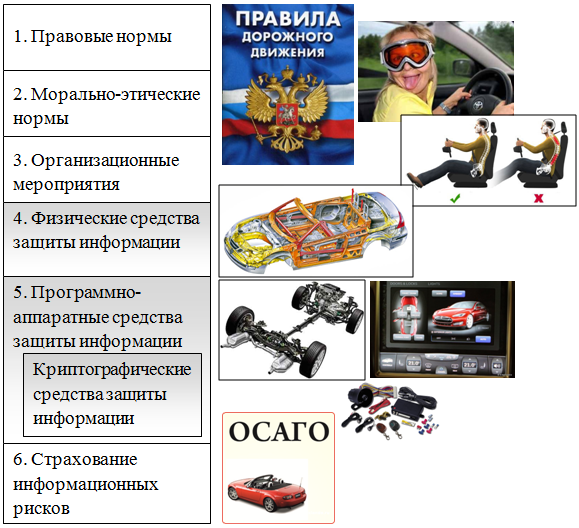 1. Правовые нормы
2. Морально-этические
нормы
3. Организационные
мероприятия
4. Физические средства
защиты информации
5. Программно-
аппаратные средства
защиты информации
Криптографические
средства защиты
информации
6. Страхование
информационных
рисков
ПРАВИЛА
ДОРОЖНОГО
ДВИЖЕНИЯ
ОСАГО